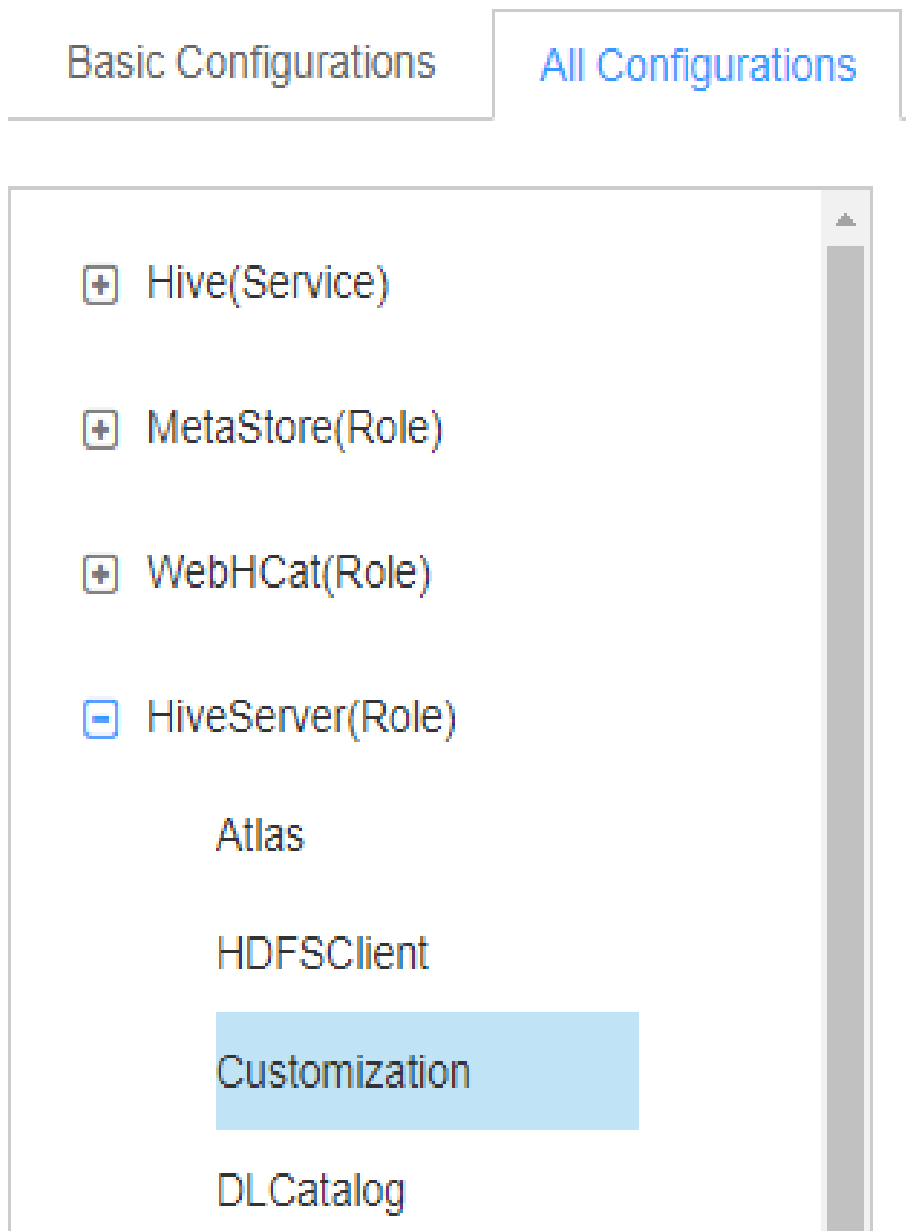 Basic Configurations All Configurations
Hive(Service)
MetaStore(Role)
WebHCat(Role)
HiveServer(Role)
Atlas
HDFSClient
Customization
DLCatalog